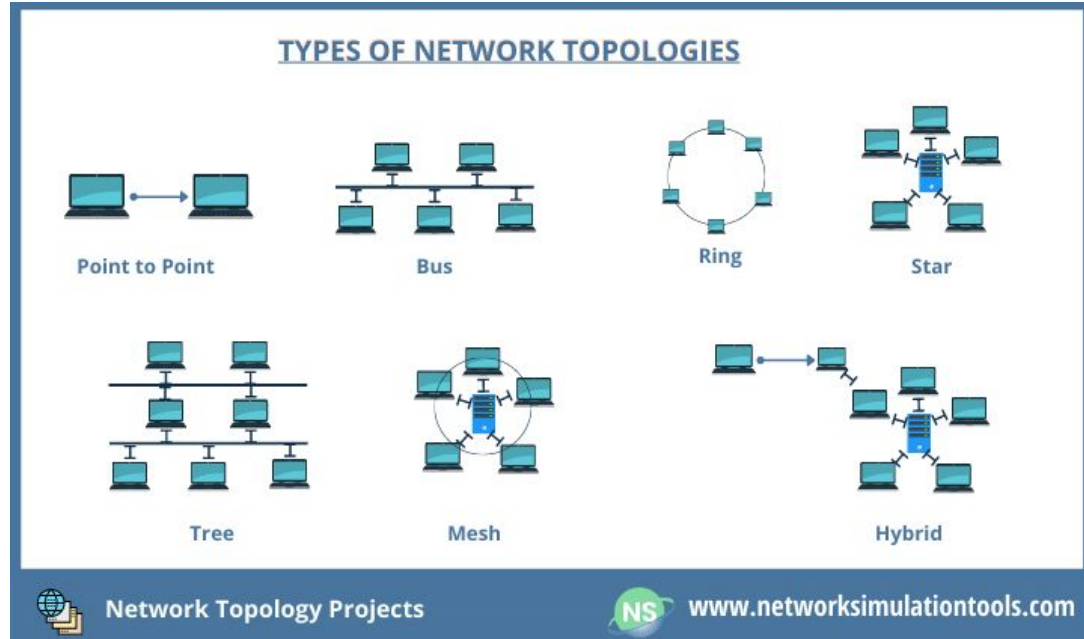 TYPES OF NETWORK TOPOLOGIES
Point to Point
Bus
Ring
Star
Tree
Mesh
Hybrid
Network Topology Projects
NS
www.networksimulationtools.com